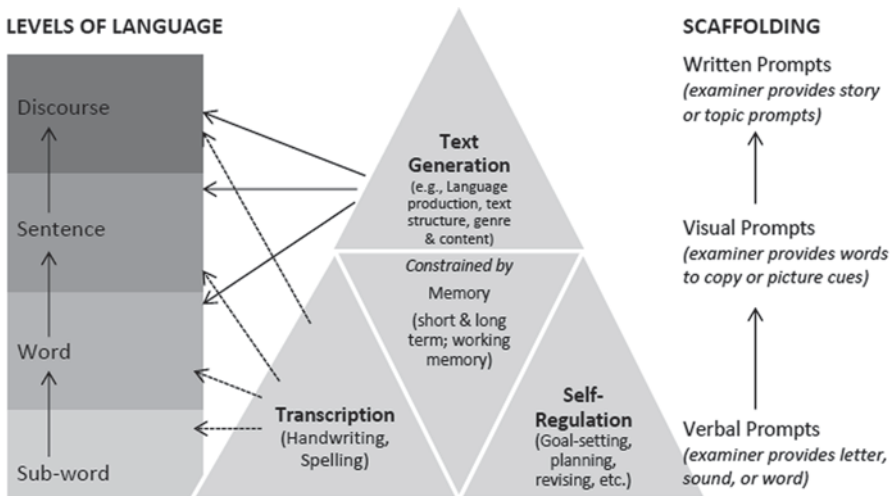 LEVELS OF LANGUAGE
Discourse
Sentence
Word
Sub-word
Text
Generation
(e.g., Language
production, text
structure, genre
& content)
Constrained by
Memory
(short & long
term; working
memory)
Transcription
(Handwriting,
Spelling)
Self-
Regulation
(Goal-setting,
planning,
revising, etc.)
SCAFFOLDING
Written Prompts
(examiner provides story
or topic prompts)
Visual Prompts
(examiner provides words
to copy or picture cues)
Verbal Prompts
(examiner provides letter,
sound, or word)